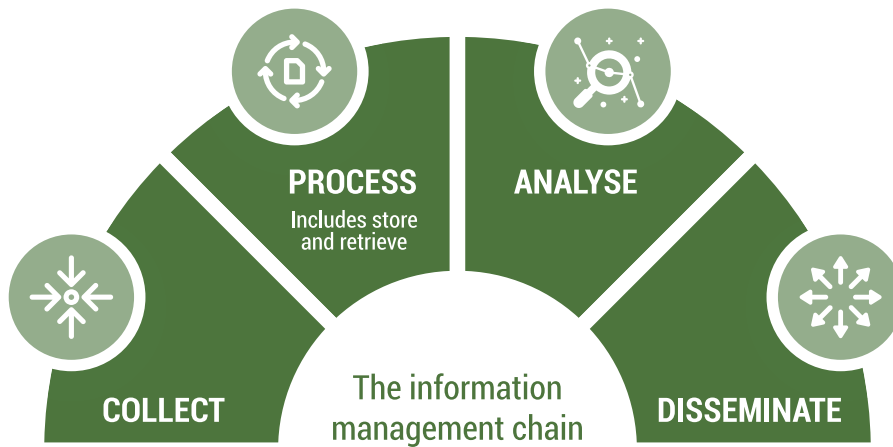 COLLECT
PROCESS
Includes store
and retrieve
ANALYSE
DISSEMINATE
The information
management chain